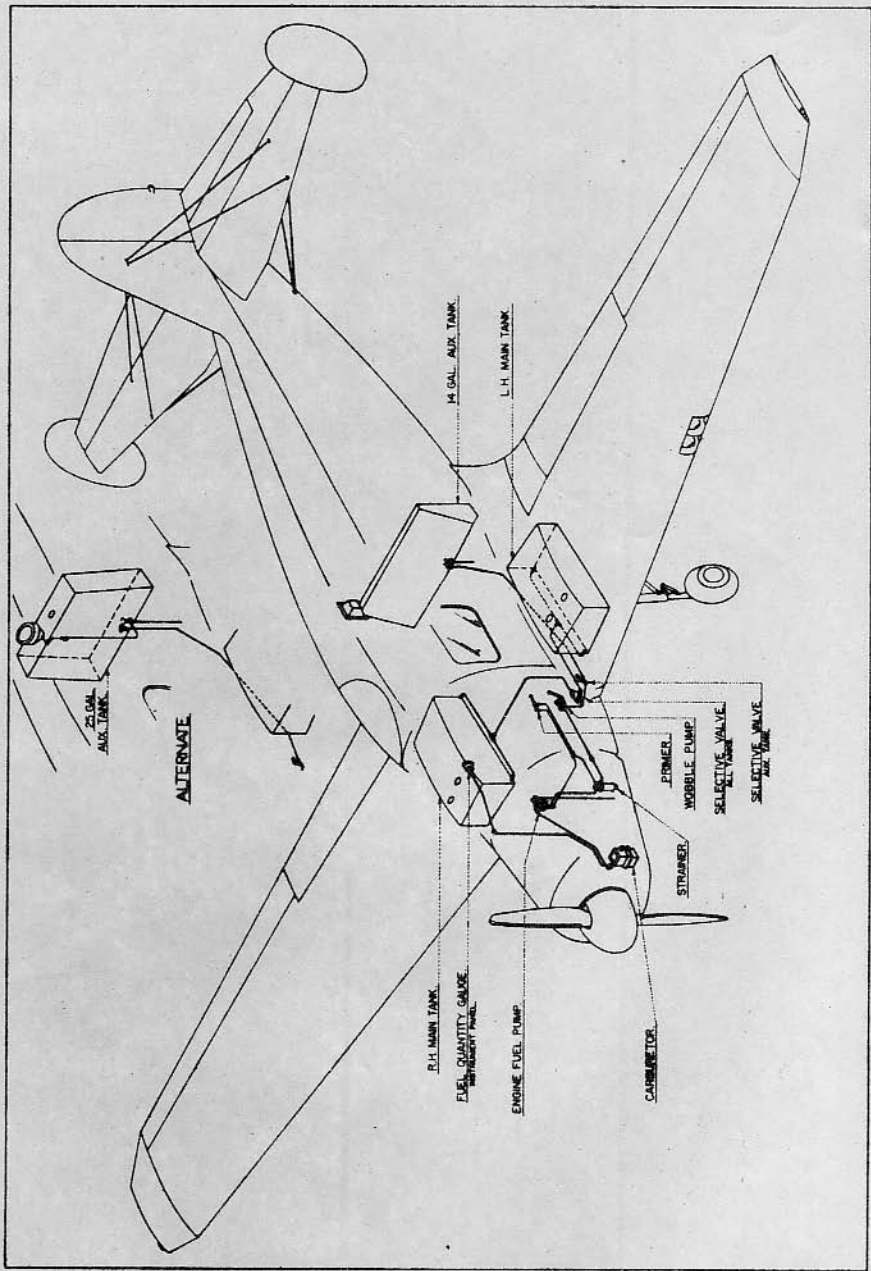 25 GAL
AUX. TANK
ALTERNATE
14 GAL. AUX. TANK
L.H. MAIN TANK
R.H. MAIN TANK
FUEL QUANTITY GAUGE
INSTRUMENT PANEL
ENGINE FUEL PUMP
CARBURETOR
STRAINER
PRIMER
WOBBLE PUMP
SELECTIVE VALVE
ALL TANKS
SELECTIVE VALVE
AUX. TANK